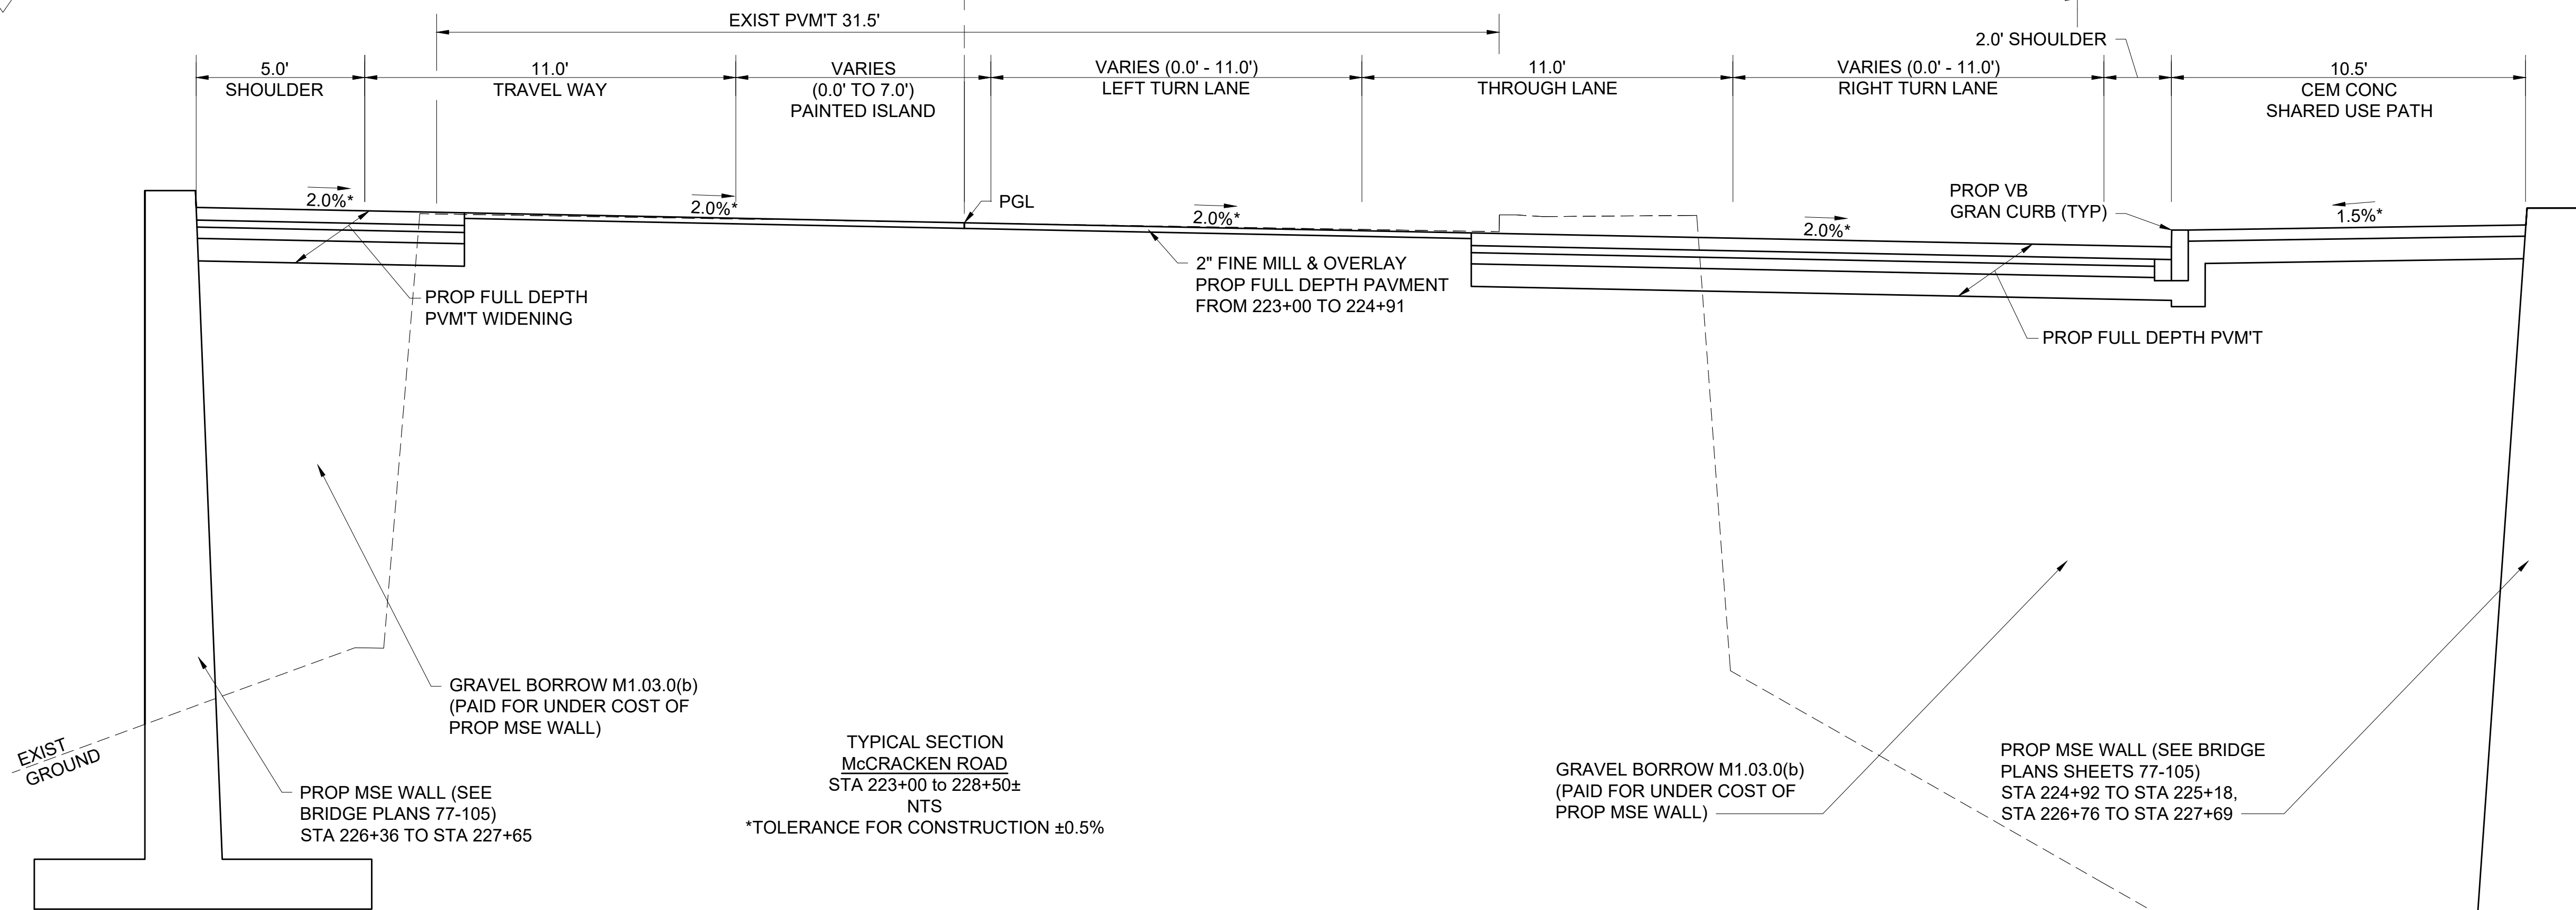 EXIST PVM'T 31.5'
2.0' SHOULDER
5.0'
SHOULDER
11.0'
TRAVEL WAY
VARIES
(0.0' TO 7.0')
PAINTED ISLAND
VARIES (0.0' - 11.0')
LEFT TURN LANE
11.0'
THROUGH LANE
VARIES (0.0' - 11.0')
RIGHT TURN LANE
10.5'
CEM CONC
SHARED USE PATH
2.0%*
2.0%*
PGL
2.0%*
2.0%*
PROP VB
GRAN CURB (TYP)
1.5%*
PROP FULL DEPTH
PVM'T WIDENING
2" FINE MILL & OVERLAY
PROP FULL DEPTH PAVMENT
FROM 223+00 TO 224+91
PROP FULL DEPTH PVM'T
GRAVEL BORROW M1.03.0(b)
(PAID FOR UNDER COST OF
PROP MSE WALL)
EXIST
GROUND
PROP MSE WALL (SEE
BRIDGE PLANS 77-105)
STA 226+36 TO STA 227+65
TYPICAL SECTION
McCRACKEN ROAD
STA 223+00 to 228+50±
NTS
*TOLERANCE FOR CONSTRUCTION ±0.5%
GRAVEL BORROW M1.03.0(b)
(PAID FOR UNDER COST OF
PROP MSE WALL)
PROP MSE WALL (SEE BRIDGE
PLANS SHEETS 77-105)
STA 224+92 TO STA 225+18,
STA 226+76 TO STA 227+69